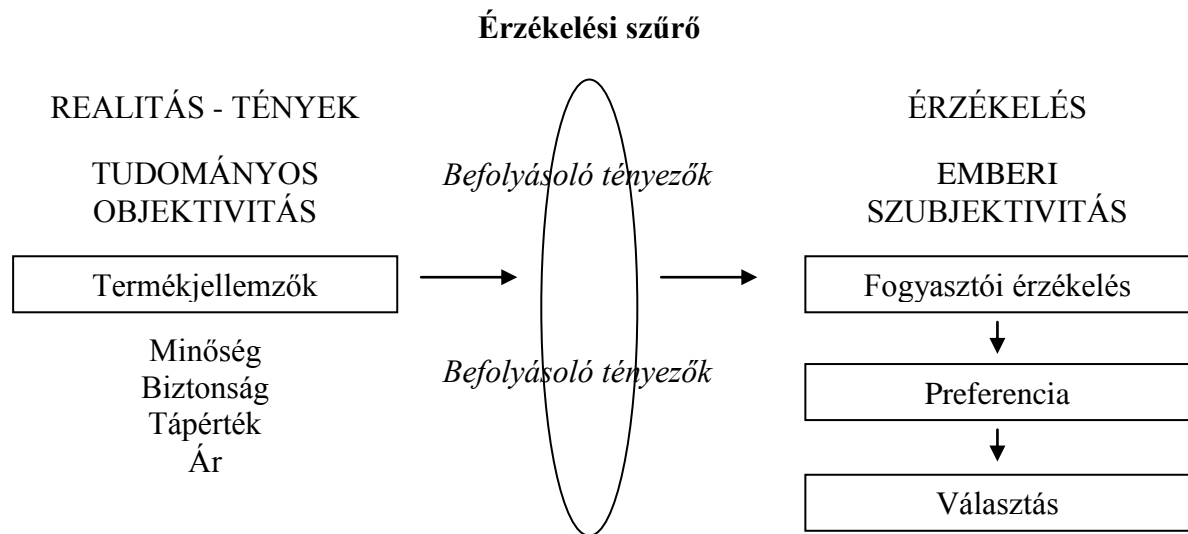 Érzékelési szűrő
REALITÁS - TÉNYEK
TUDOMÁNYOS
OBJEKTIVITÁS
Termékjellemzők
Minőség
Biztonság
Tápérték
Ár
Befolyásoló tényezők
Befolyásoló tényezők
ÉRZÉKELÉS
EMBERI
SZUBJEKTIVITÁS
Fogyasztói érzékelés
Preferencia
Választás